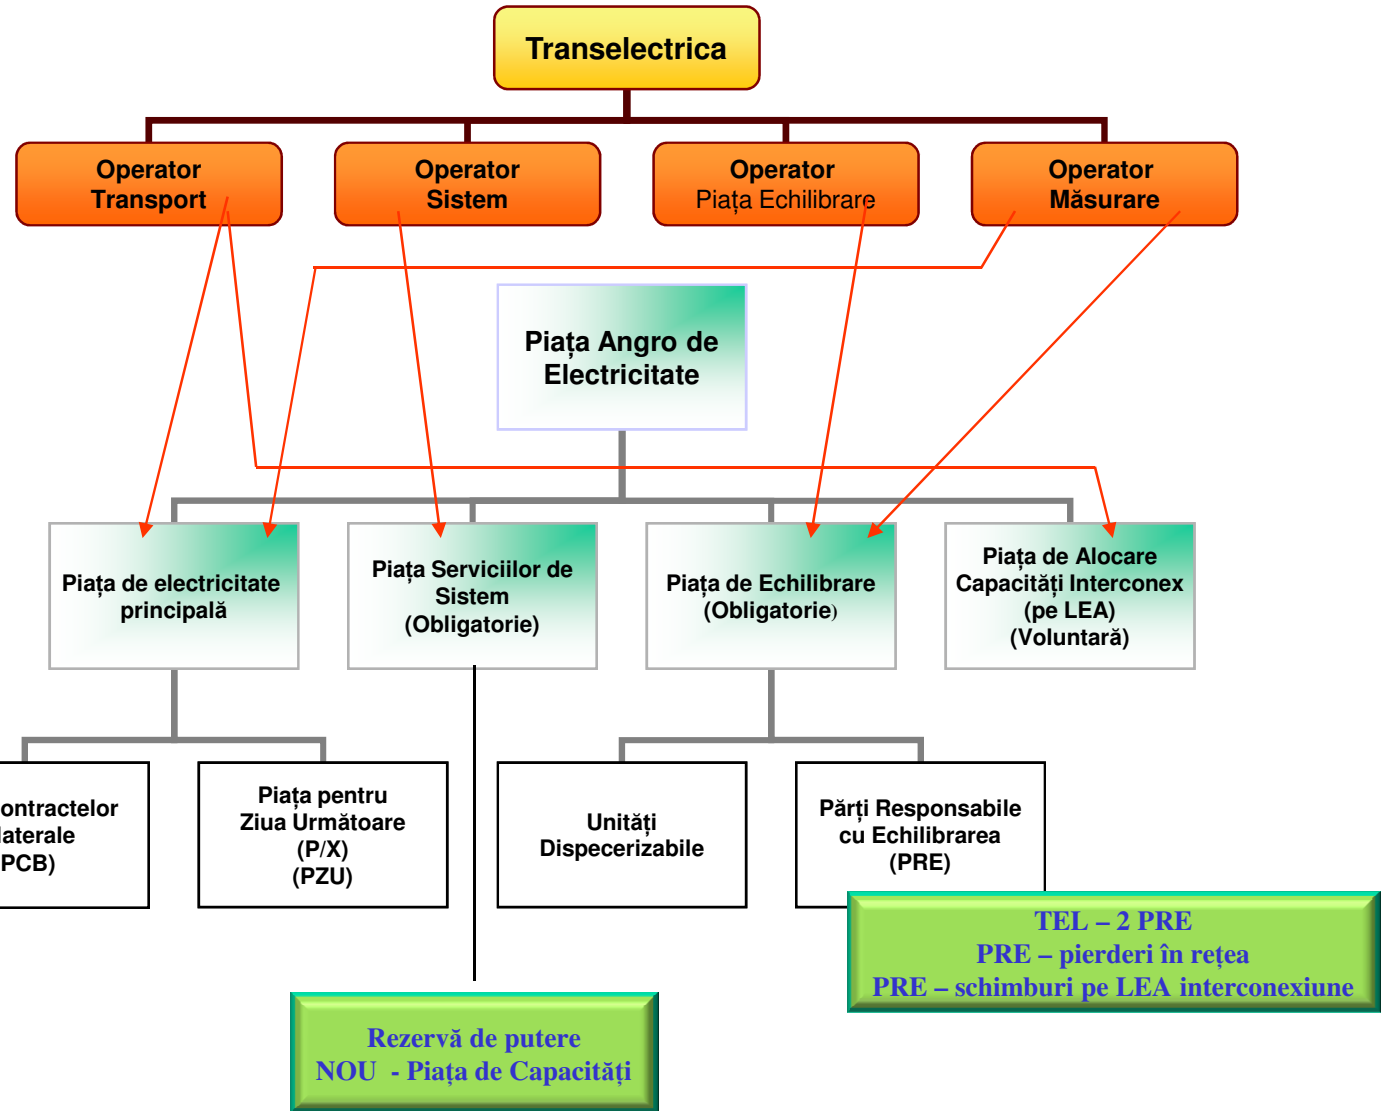 Transelectrica
Operator
Transport
Operator
Sistem
Operator
Piața Echilibrare
Operator
Măsurare
Piața Angro de
Electricitate
Piața de electricitate
principală
Piața Serviciilor de
Sistem
(Obligatorie)
Piața de Echilibrare
(Obligatorie)
Piața de Alocare
Capacități Interconex
(pe LEA)
(Voluntară)
ontractelor
laterale
PCB)
Piața pentru
Ziua Următoare
(P/X)
(PZU)
Unități
Dispecerizabile
Părți Responsabile
cu Echilibrarea
(PRE)
TEL – 2 PRE
PRE – pierderi în rețea
PRE – schimburi pe LEA interconexiune
Rezervă de putere
NOU - Piața de Capacități